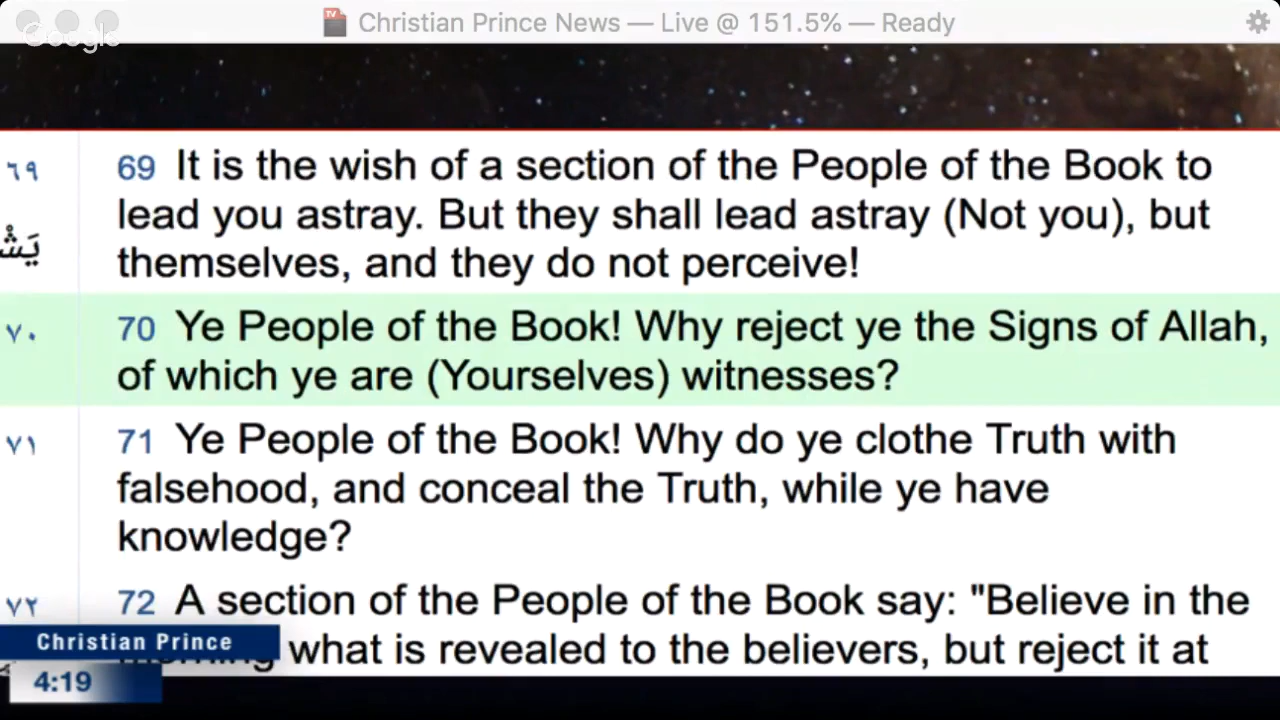 Christian Prince News — Live @ 151.5% — Ready
Google
TV
٦٩ 69 It is the wish of a section of the People of the Book to
lead you astray. But they shall lead astray (Not you), but
themselves, and they do not perceive!
٧٠ 70 Ye People of the Book! Why reject ye the Signs of Allah,
of which ye are (Yourselves) witnesses?
٧١ 71 Ye People of the Book! Why do ye clothe Truth with
falsehood, and conceal the Truth, while ye have
knowledge?
٧٢ 72 A section of the People of the Book say: "Believe in the
what is revealed to the believers, but reject it at
Christian Prince
4:19